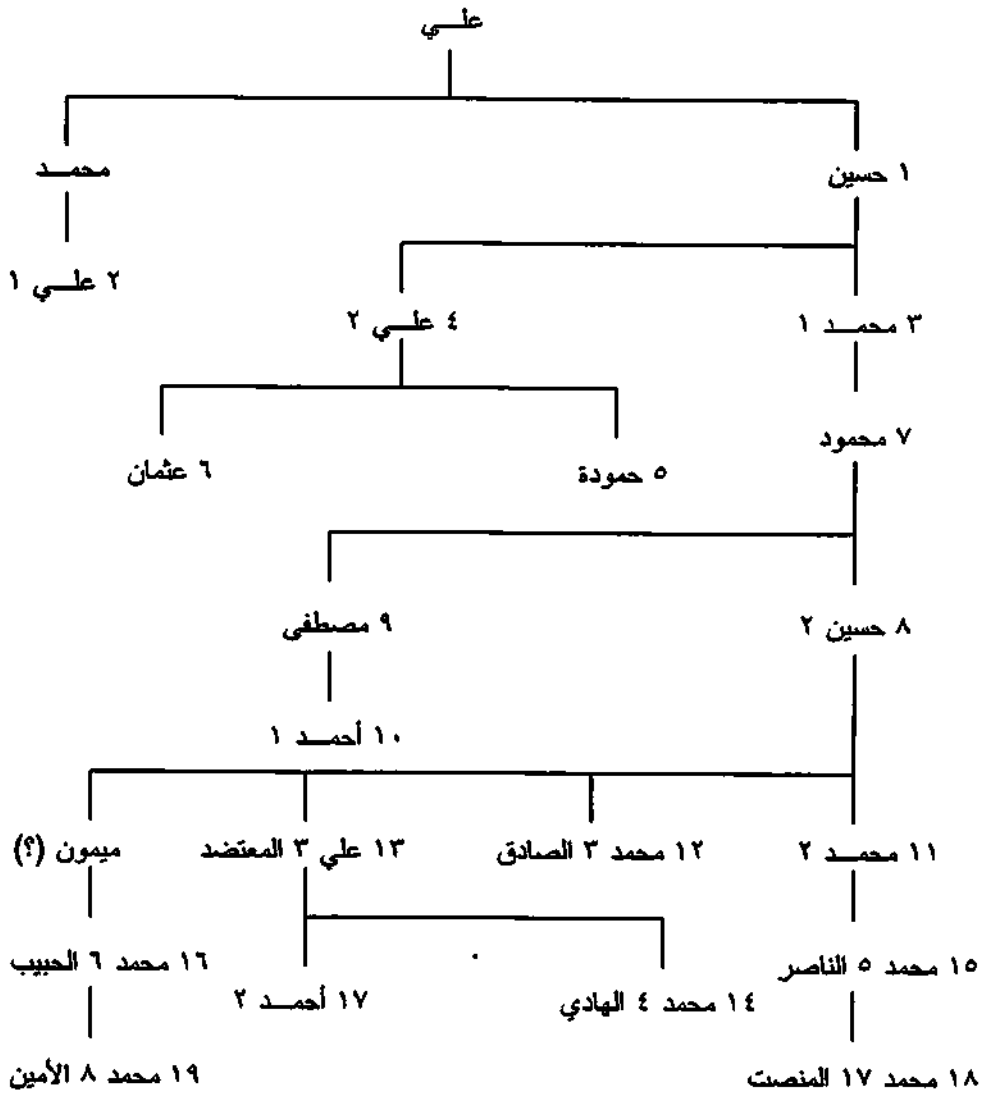 علي
١ حسين
محمد
٢ علي ١
٣ محمد ١
٤ علي ٢
٧ محمود
٥ حمودة
٦ عثمان
٨ حسين ٢
٩ مصطفى
١٠ أحمد ١
١١ محمد ٢
١٢ محمد ٣ الصادق
١٣ علي ٣ المعتضد
ميمون (؟)
١٥ محمد ٥ الناصر
١٤ محمد ٤ الهادي
١٧ أحمد ٢
١٦ محمد ٦ الحبيب
١٨ محمد ١٧ المنصت
١٩ محمد ٨ الأمين